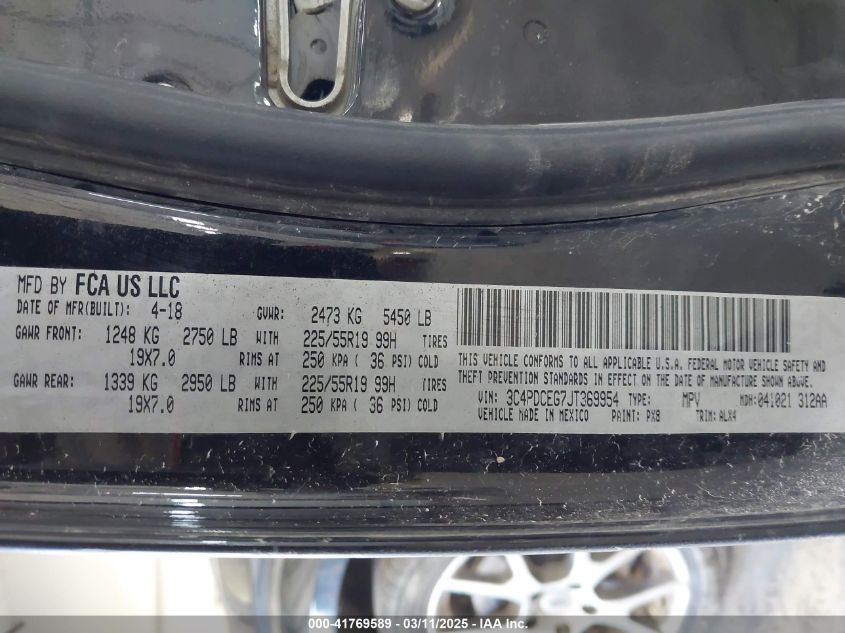 MFD BY FCA US LLC
DATE OF MFR(BUILT): 4-18 GVWR: 2473 KG 5450 LB
GAWR FRONT: 1248 KG 2750 LB WITH 225/55R19 99H TIRES
19X7.0 RIMS AT 250 KPA ( 36 PSI) COLD
GAWR REAR: 1339 KG 2950 LB WITH 225/55R19 99H TIRES
19X7.0 RIMS AT 250 KPA ( 36 PSI) COLD
THIS VEHICLE CONFORMS TO ALL APPLICABLE U.S.A. FEDERAL MOTOR VEHICLE SAFETY AND
THEFT PREVENTION STANDARDS IN EFFECT ON THE DATE OF MANUFACTURE SHOWN ABOVE.
VIN: 3C4PDCEG7JT369954 TYPE: MPV MDH: 041021 312AA
VEHICLE MADE IN MEXICO PAINT: PX8 TRIM: ALX4
000-41769589 - 03/11/2025 - IAA Inc.